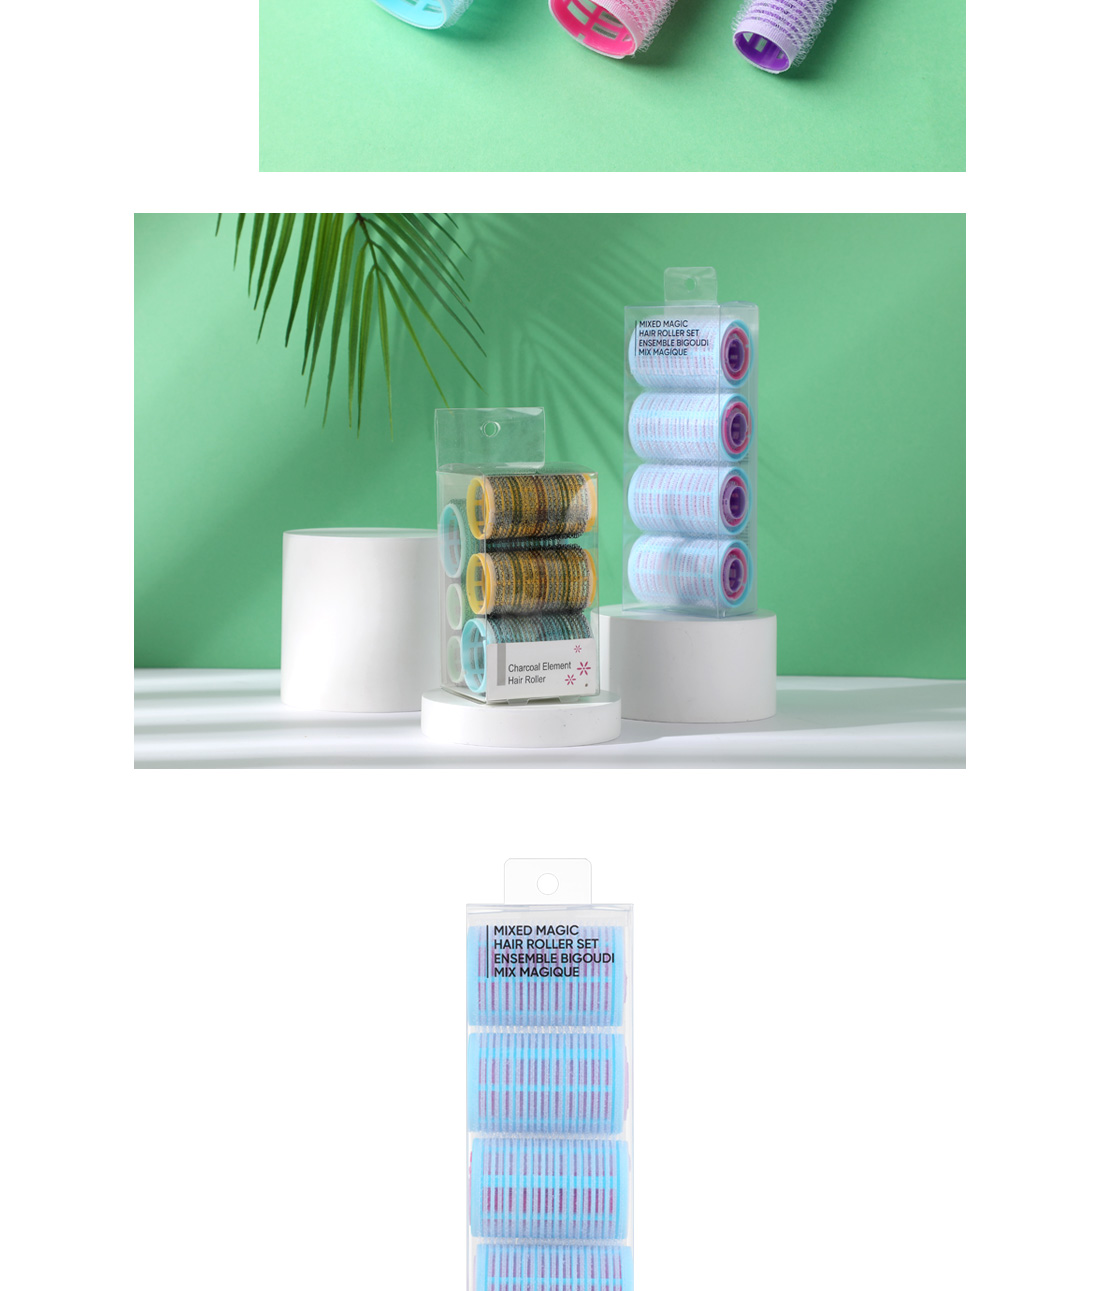 MIXED MAGIC
HAIR ROLLER SET
ENSEMBLE BIGOUDI
MIX MAGIQUE
Charcoal Element
Hair Roller
MIXED MAGIC
HAIR ROLLER SET
ENSEMBLE BIGOUDI
MIX MAGIQUE